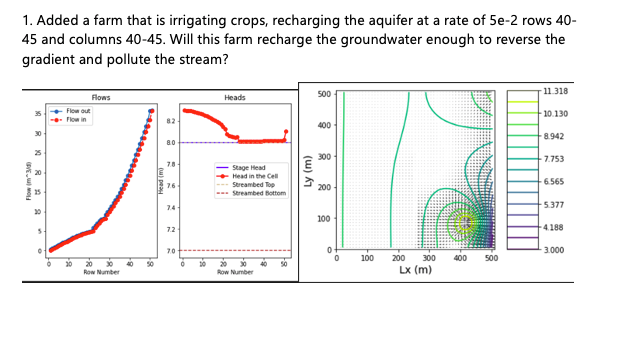 1. Added a farm that is irrigating crops, recharging the aquifer at a rate of 5e-2 rows 40-
45 and columns 40-45. Will this farm recharge the groundwater enough to reverse the
gradient and pollute the stream?
Flows
Flow out
Flow in
35
30
25
20
15
10
5
0
Flow (m^3/d)
0 10 20 30 40 50
Row Number
Heads
8.2
8.0
7.8
7.6
7.4
7.2
7.0
Head (m)
Stage Head
Head in the Cell
Streambed Top
Streambed Bottom
0 10 20 30 40 50
Row Number
500
400
300
200
100
0
Ly (m)
0 100 200 300 400 500
Lx (m)
11.318
10.130
8.942
7.753
6.565
5.377
4.188
3.000